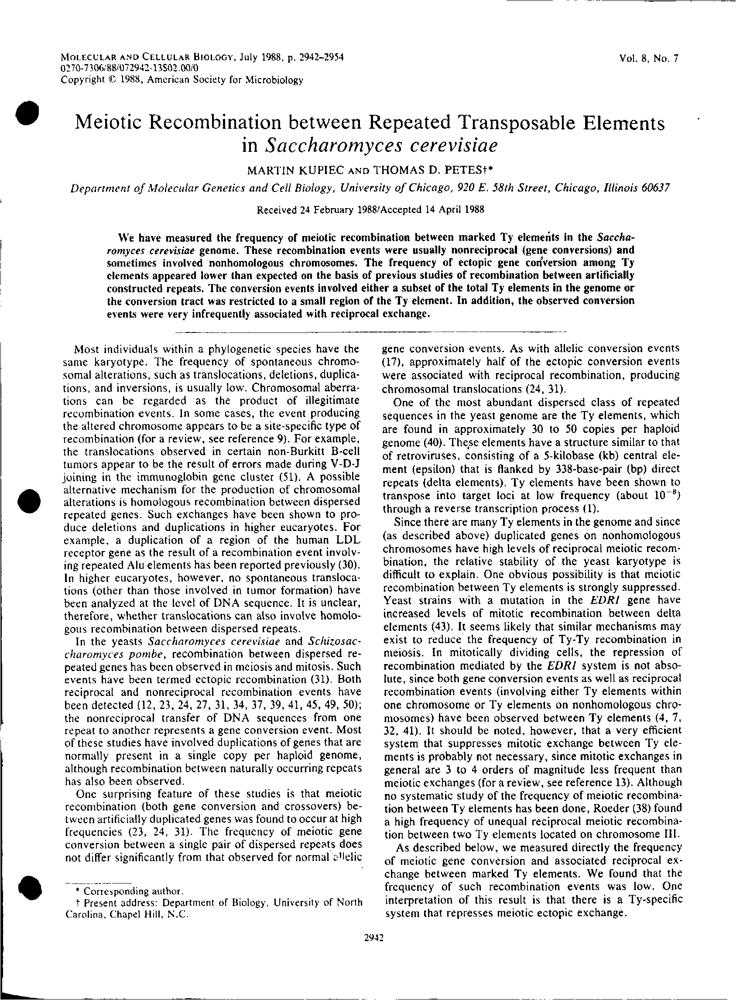 MOLECULAR AND CELLULAR BIOLOGY, July 1988, p. 2942-2954
0270-7306/88/072942-13$02.00/0
Copyright © 1988, American Society for Microbiology
Vol. 8, No. 7
Meiotic Recombination between Repeated Transposable Elements
in Saccharomyces cerevisiae
MARTIN KUPIEC AND THOMAS D. PETES†*
Department of Molecular Genetics and Cell Biology, University of Chicago, 920 E. 58th Street, Chicago, Illinois 60637
Received 24 February 1988/Accepted 14 April 1988
We have measured the frequency of meiotic recombination between marked Ty elements in the Saccha-
romyces cerevisiae genome. These recombination events were usually nonreciprocal (gene conversions) and
sometimes involved nonhomologous chromosomes. The frequency of ectopic gene conversion among Ty
elements appeared lower than expected on the basis of previous studies of recombination between artificially
constructed repeats. The conversion events involved either a subset of the total Ty elements in the genome or
the conversion tract was restricted to a small region of the Ty element. In addition, the observed conversion
events were very infrequently associated with reciprocal exchange.
Most individuals within a phylogenetic species have the
same karyotype. The frequency of spontaneous chromo-
somal alterations, such as translocations, deletions, duplica-
tions, and inversions, is usually low. Chromosomal aberra-
tions can be regarded as the product of illegitimate
recombination events. In some cases, the event producing
the altered chromosome appears to be a site-specific type of
recombination (for a review, see reference 9). For example,
the translocations observed in certain non-Burkitt B-cell
tumors appear to be the result of errors made during V-D-J
joining in the immunoglobin gene cluster (51). A possible
alternative mechanism for the production of chromosomal
alterations is homologous recombination between dispersed
repeated genes. Such exchanges have been shown to pro-
duce deletions and duplications in higher eucaryotes. For
example, a duplication of a region of the human LDL
receptor gene as the result of a recombination event involv-
ing repeated Alu elements has been reported previously (30).
In higher eucaryotes, however, no spontaneous transloca-
tions (other than those involved in tumor formation) have
been analyzed at the level of DNA sequence. It is unclear,
therefore, whether translocations can also involve homolo-
gous recombination between dispersed repeats.
In the yeasts Saccharomyces cerevisiae and Schizosac-
charomyces pombe, recombination between dispersed re-
peated genes has been observed in meiosis and mitosis. Such
events have been termed ectopic recombination (31). Both
reciprocal and nonreciprocal recombination events have
been detected (12, 23, 24, 27, 31, 34, 37, 39, 41, 45, 49, 50);
the nonreciprocal transfer of DNA sequences from one
repeat to another represents a gene conversion event. Most
of these studies have involved duplications of genes that are
normally present in a single copy per haploid genome,
although recombination between naturally occurring repeats
has also been observed.
One surprising feature of these studies is that meiotic
recombination (both gene conversion and crossovers) be-
tween artificially duplicated genes was found to occur at high
frequencies (23, 24, 31). The frequency of meiotic gene
conversion between a single pair of dispersed repeats does
not differ significantly from that observed for normal allelic
* Corresponding author.
† Present address: Department of Biology, University of North
Carolina, Chapel Hill, N.C.
gene conversion events. As with allelic conversion events
(17), approximately half of the ectopic conversion events
were associated with reciprocal recombination, producing
chromosomal translocations (24, 31).
One of the most abundant dispersed class of repeated
sequences in the yeast genome are the Ty elements, which
are found in approximately 30 to 50 copies per haploid
genome (40). These elements have a structure similar to that
of retroviruses, consisting of a 5-kilobase (kb) central ele-
ment (epsilon) that is flanked by 338-base-pair (bp) direct
repeats (delta elements). Ty elements have been shown to
transpose into target loci at low frequency (about 10⁻⁸)
through a reverse transcription process (1).
Since there are many Ty elements in the genome and since
(as described above) duplicated genes on nonhomologous
chromosomes have high levels of reciprocal meiotic recom-
bination, the relative stability of the yeast karyotype is
difficult to explain. One obvious possibility is that meiotic
recombination between Ty elements is strongly suppressed.
Yeast strains with a mutation in the EDR1 gene have
increased levels of mitotic recombination between delta
elements (43). It seems likely that similar mechanisms may
exist to reduce the frequency of Ty-Ty recombination in
meiosis. In mitotically dividing cells, the repression of
recombination mediated by the EDR1 system is not abso-
lute, since both gene conversion events as well as reciprocal
recombination events (involving either Ty elements within
one chromosome or Ty elements on nonhomologous chro-
mosomes) have been observed between Ty elements (4, 7,
32, 41). It should be noted, however, that a very efficient
system that suppresses mitotic exchange between Ty ele-
ments is probably not necessary, since mitotic exchanges in
general are 3 to 4 orders of magnitude less frequent than
meiotic exchanges (for a review, see reference 13). Although
no systematic study of the frequency of meiotic recombina-
tion between Ty elements has been done, Roeder (38) found
a high frequency of unequal reciprocal meiotic recombina-
tion between two Ty elements located on chromosome III.
As described below, we measured directly the frequency
of meiotic gene conversion and associated reciprocal ex-
change between marked Ty elements. We found that the
frequency of such recombination events was low. One
interpretation of this result is that there is a Ty-specific
system that represses meiotic ectopic exchange.
2942